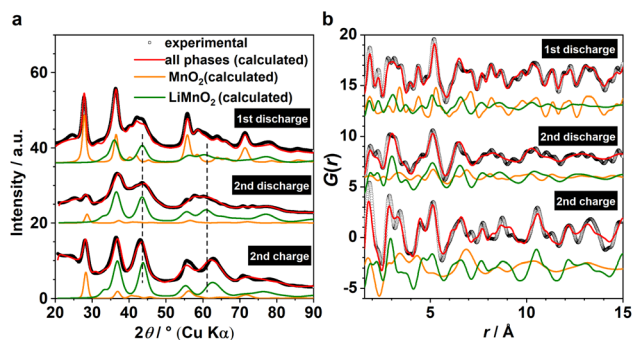 a
experimental
all phases (calculated)
MnO₂(calculated)
LiMnO₂ (calculated)
1st discharge
2nd discharge
2nd charge
Intensity / a.u.
60
40
20
0
20 30 40 50 60 70 80 90
2θ / ° (Cu Kα)
b
1st discharge
2nd discharge
2nd charge
G(r)
15
10
5
0
-5
5 10 15
r / Å